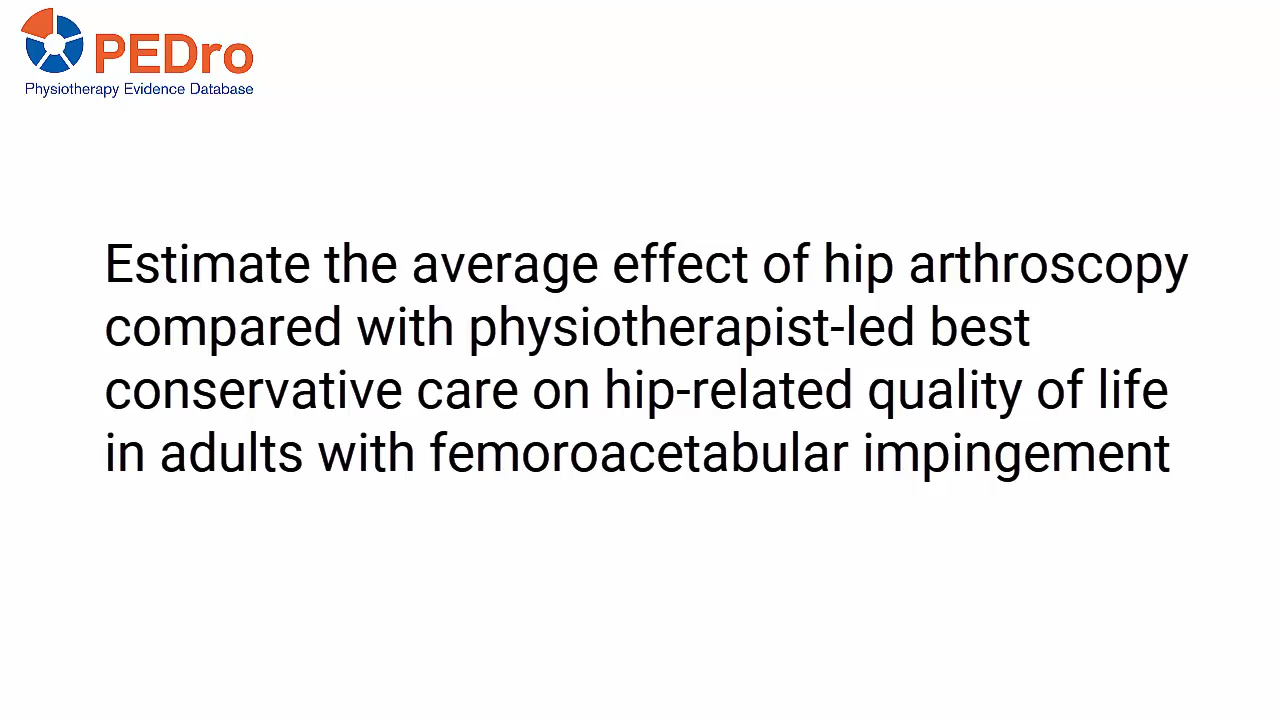 PEDro
Physiotherapy Evidence Database
Estimate the average effect of hip arthroscopy
compared with physiotherapist-led best
conservative care on hip-related quality of life
in adults with femoroacetabular impingement